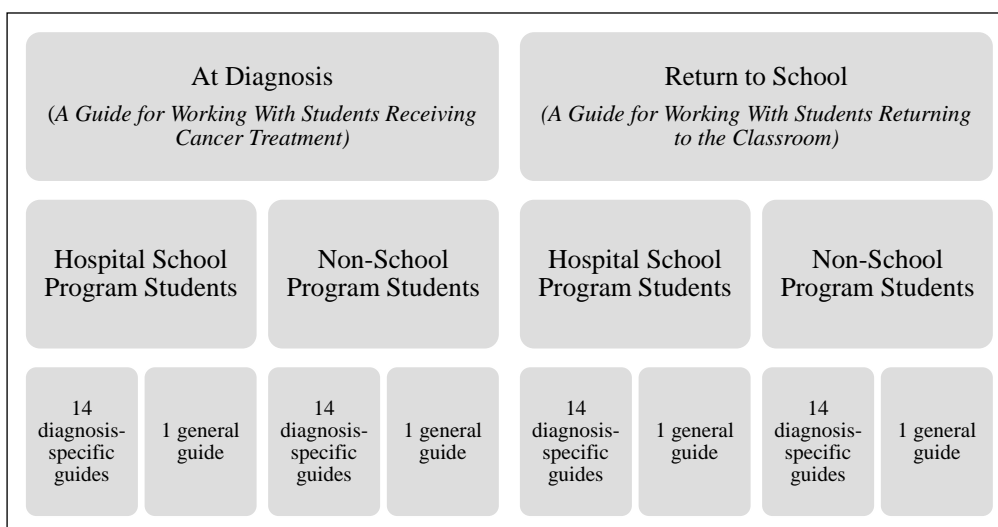 At Diagnosis
(A Guide for Working With Students Receiving
Cancer Treatment)
Return to School
(A Guide for Working With Students Returning
to the Classroom)
Hospital School
Program Students
Non-School
Program Students
Hospital School
Program Students
Non-School
Program Students
14
diagnosis-
specific
guides
1 general
guide
14
diagnosis-
specific
guides
1 general
guide
14
diagnosis-
specific
guides
1 general
guide
14
diagnosis-
specific
guides
1 general
guide